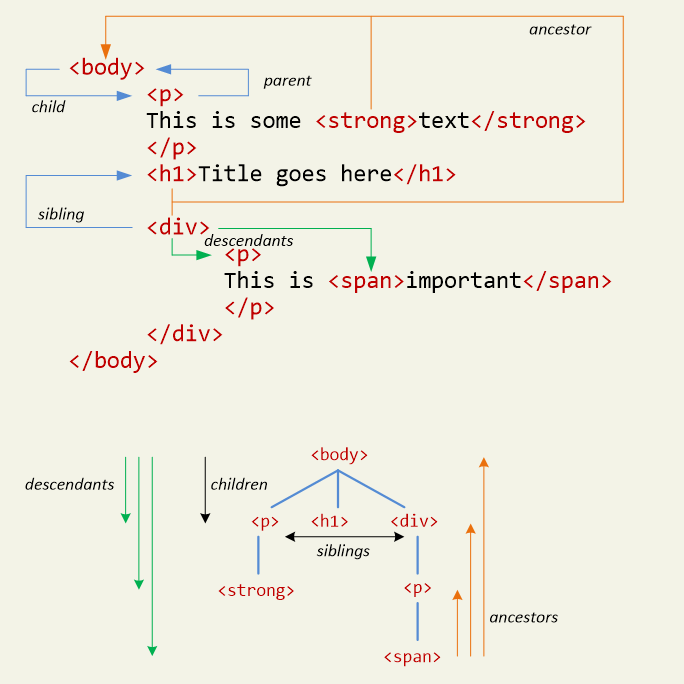 ancestor
<body>
parent
child
<p>
This is some <strong>text</strong>
</p>
<h1>Title goes here</h1>
sibling
<div>
descendants
<p>
This is <span>important</span>
</p>
</div>
</body>
<body>
descendants
children
<p> <h1> <div>
siblings
<strong> <p>
ancestors
<span>